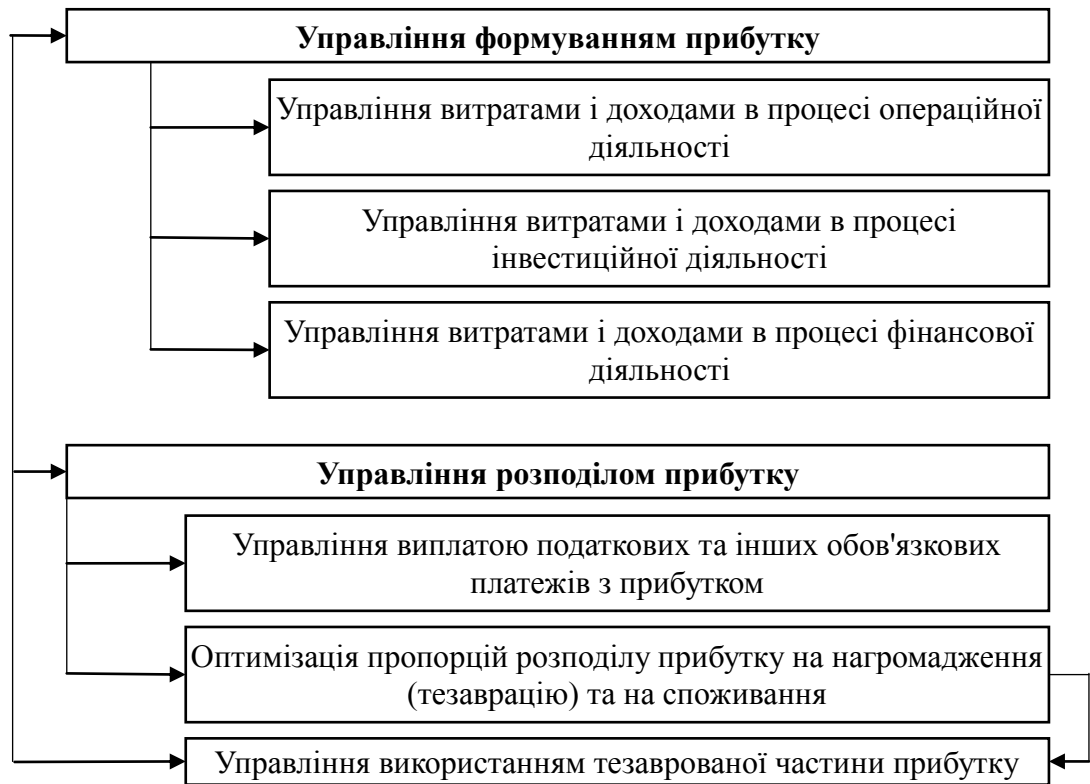 Управління формуванням прибутку
Управління витратами і доходами в процесі операційної
діяльності
Управління витратами і доходами в процесі
інвестиційної діяльності
Управління витратами і доходами в процесі фінансової
діяльності
Управління розподілом прибутку
Управління виплатою податкових та інших обов'язкових
платежів з прибутком
Оптимізація пропорцій розподілу прибутку на нагромадження
(тезаврацію) та на споживання
Управління використанням тезаврованої частини прибутку